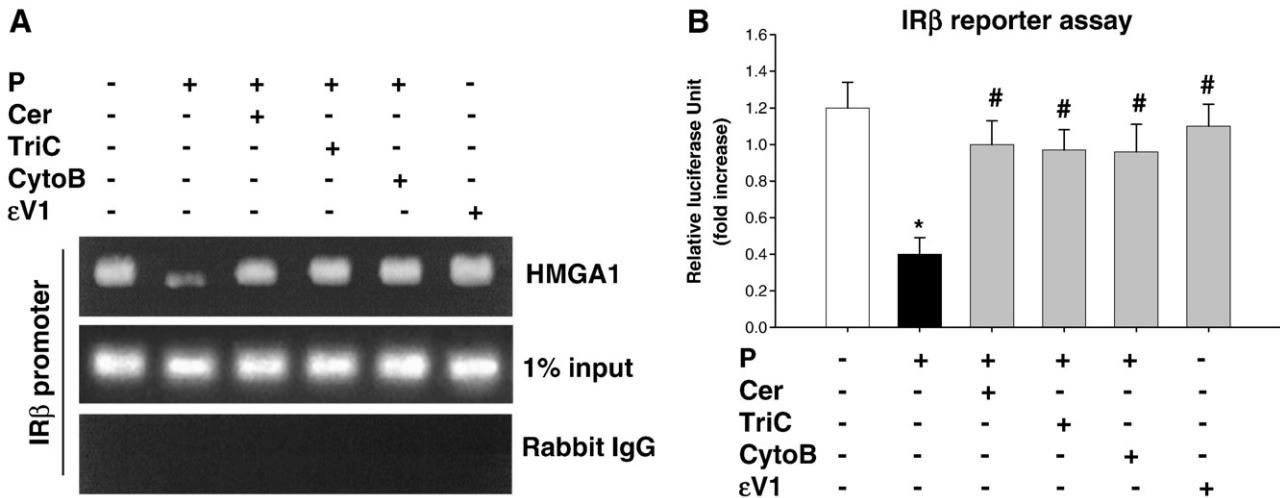 A
P - + + + + -
Cer - - + - - -
TriC - - - + - -
CytoB - - - - + -
εV1 - - - - - +
IRβ promoter
HMGA1
1% input
Rabbit IgG
B
IRβ reporter assay
Relative luciferase Unit
(fold increase)
1.6
1.4
1.2
1.0
0.8
0.6
0.4
0.2
0.0
* # # # #
P - + + + + -
Cer - - + - - -
TriC - - - + - -
CytoB - - - - + -
εV1 - - - - - +